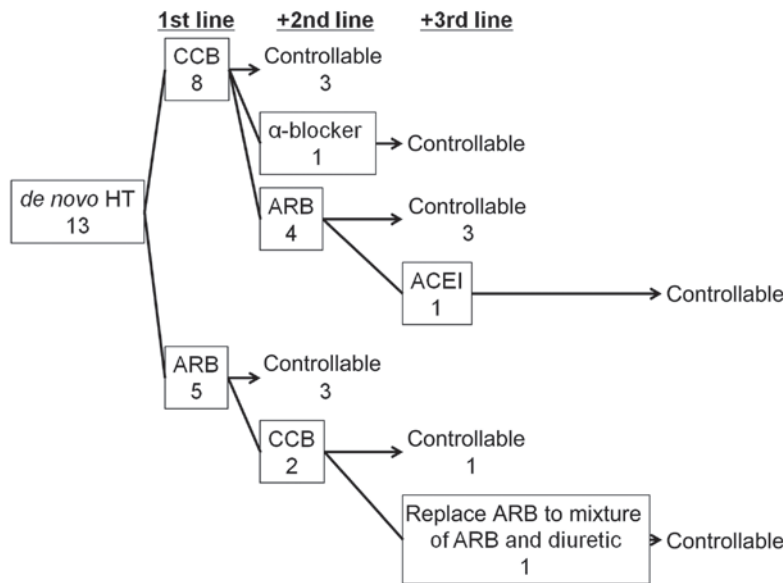 1st line +2nd line +3rd line
CCB
8
Controllable
3
α-blocker
1
Controllable
de novo HT
13
ARB
4
Controllable
3
ACEI
1
Controllable
ARB
5
Controllable
3
CCB
2
Controllable
1
Replace ARB to mixture
of ARB and diuretic
1
Controllable